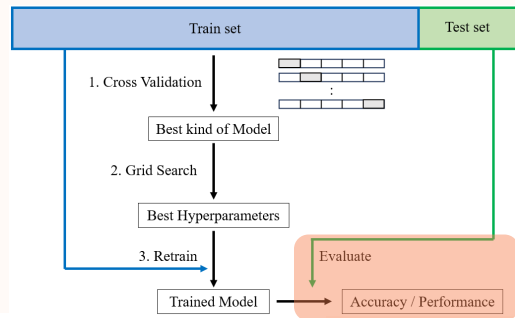 Train set
Test set
1. Cross Validation
:
Best kind of Model
2. Grid Search
Best Hyperparameters
3. Retrain
Evaluate
Trained Model
Accuracy / Performance